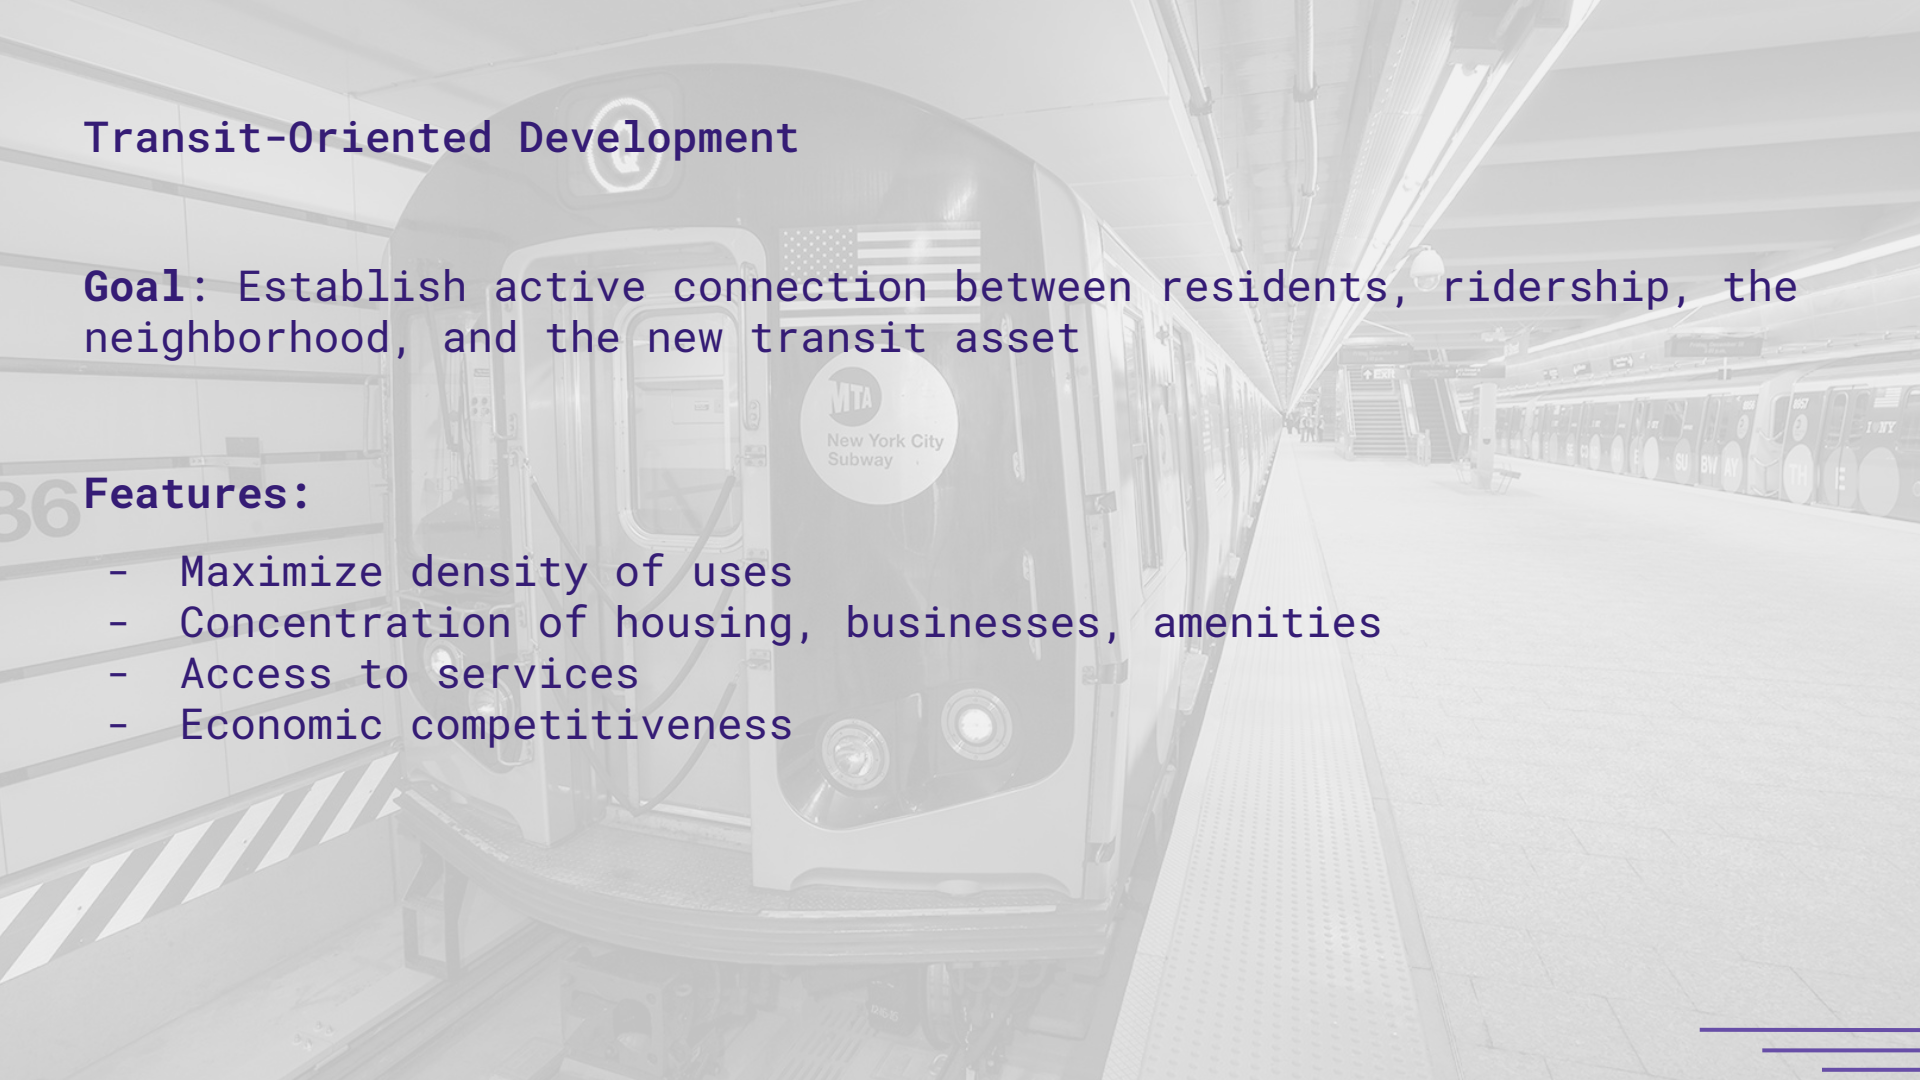 Transit-Oriented Development
Goal: Establish active connection between residents, ridership, the
neighborhood, and the new transit asset
Features:
- Maximize density of uses
- Concentration of housing, businesses, amenities
- Access to services
- Economic competitiveness
Q
MTA
New York City
Subway
86
EXIT
I NY